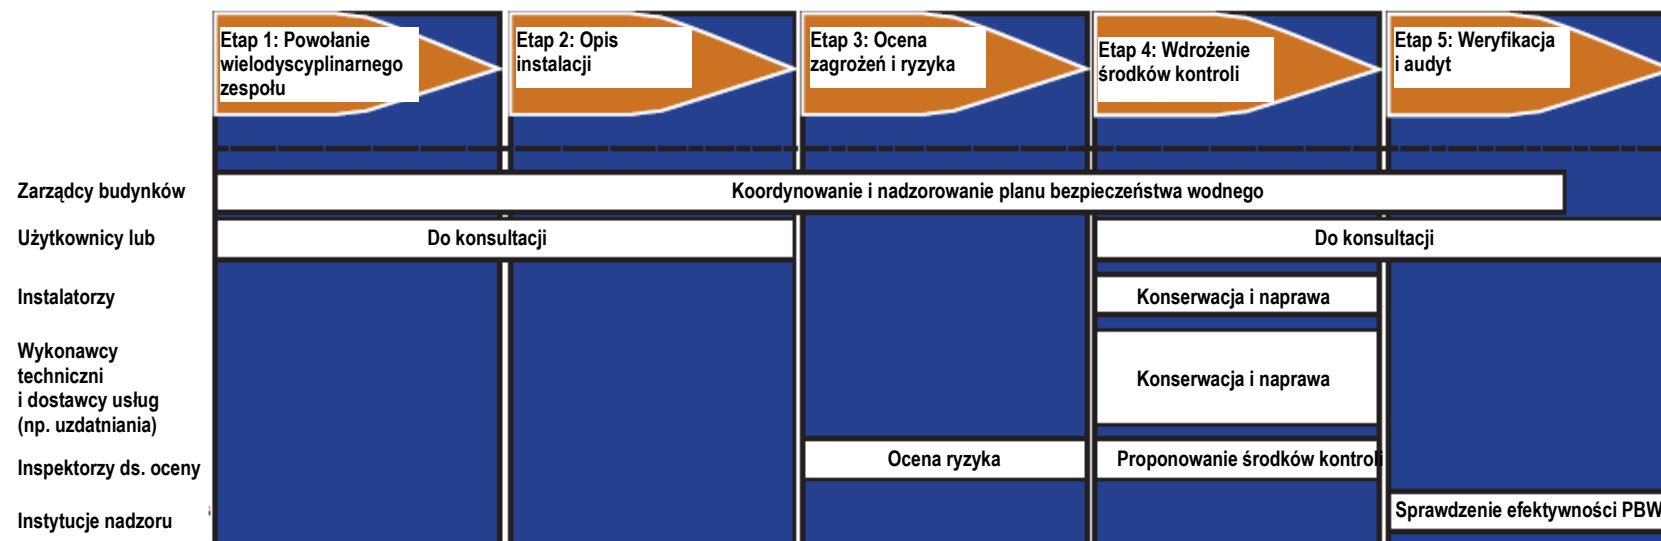 Etap 1: Powołanie
wielodyscyplinarnego
zespołu
Etap 2: Opis
instalacji
Etap 3: Ocena
zagrożeń i ryzyka
Etap 4: Wdrożenie
środków kontroli
Etap 5: Weryfikacja
i audyt
Zarządcy budynków
Koordynowanie i nadzorowanie planu bezpieczeństwa wodnego
Użytkownicy lub
Do konsultacji
Do konsultacji
Instalatorzy
Konserwacja i naprawa
Wykonawcy
techniczni
i dostawcy usług
(np. uzdatniania)
Konserwacja i naprawa
Inspektorzy ds. oceny
Ocena ryzyka
Proponowanie środków kontroli
Instytucje nadzoru
Sprawdzenie efektywności PBW